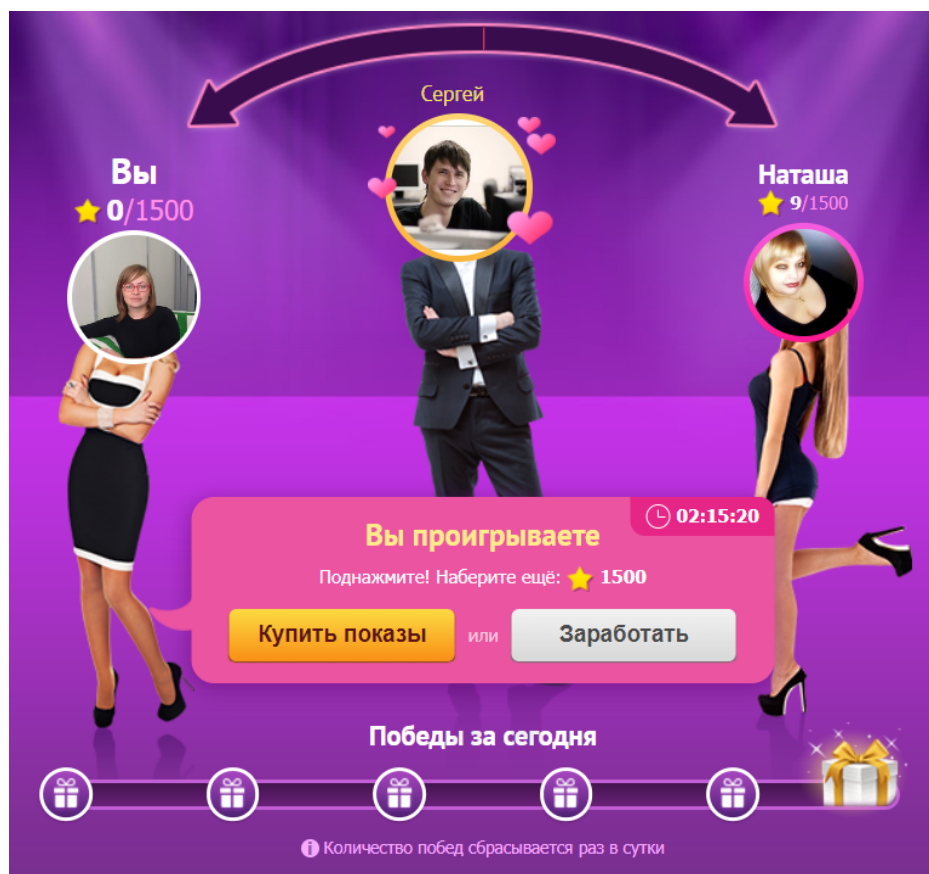 Сергей
Вы
0/1500
Наташа
9/1500
02:15:20
Вы проигрываете
Поднажмите! Наберите ещё: 1500
Купить показы или Заработать
Победы за сегодня
Количество побед сбрасывается раз в сутки